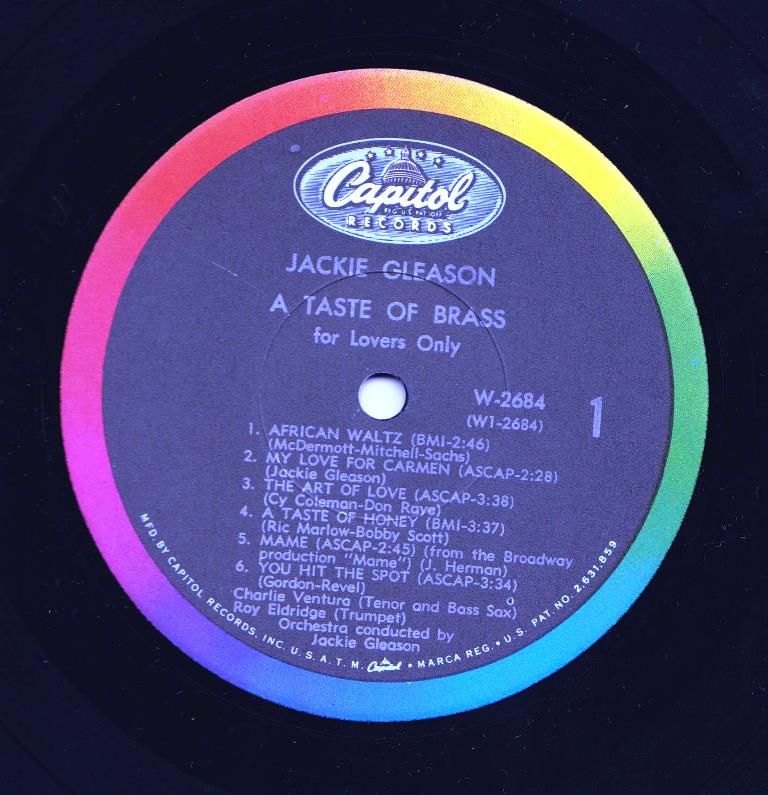 Capitol
REG. U.S. PAT. OFF.
RECORDS
JACKIE GLEASON
A TASTE OF BRASS
for Lovers Only
W-2684
(W1-2684)
1
1. AFRICAN WALTZ (BMI-2:46)
(McDermott-Mitchell-Sachs)
2. MY LOVE FOR CARMEN (ASCAP-2:28)
(Jackie Gleason)
3. THE ART OF LOVE (ASCAP-3:38)
(Cy Coleman-Don Raye)
4. A TASTE OF HONEY (BMI-3:37)
(Ric Marlow-Bobby Scott)
5. MAME (ASCAP-2:45) (from the Broadway
production "Mame") (J. Herman)
6. YOU HIT THE SPOT (ASCAP-3:34)
(Gordon-Revel)
Charlie Ventura (Tenor and Bass Sax)
Roy Eldridge (Trumpet)
Orchestra conducted by
Jackie Gleason
MFD. BY CAPITOL RECORDS, INC. U. S. A. T. M. Capitol • MARCA REG. • U. S. PAT. NO. 2,631,859